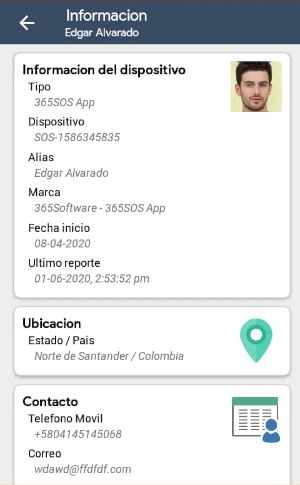 Informacion
Edgar Alvarado
Informacion del dispositivo
Tipo
365SOS App
Dispositivo
SOS-1586345835
Alias
Edgar Alvarado
Marca
365Software - 365SOS App
Fecha inicio
08-04-2020
Ultimo reporte
01-06-2020, 2:53:52 pm
Ubicacion
Estado / Pais
Norte de Santander / Colombia
Contacto
Telefono Movil
+5804145145068
Correo
wdawd@ffdfdf.com